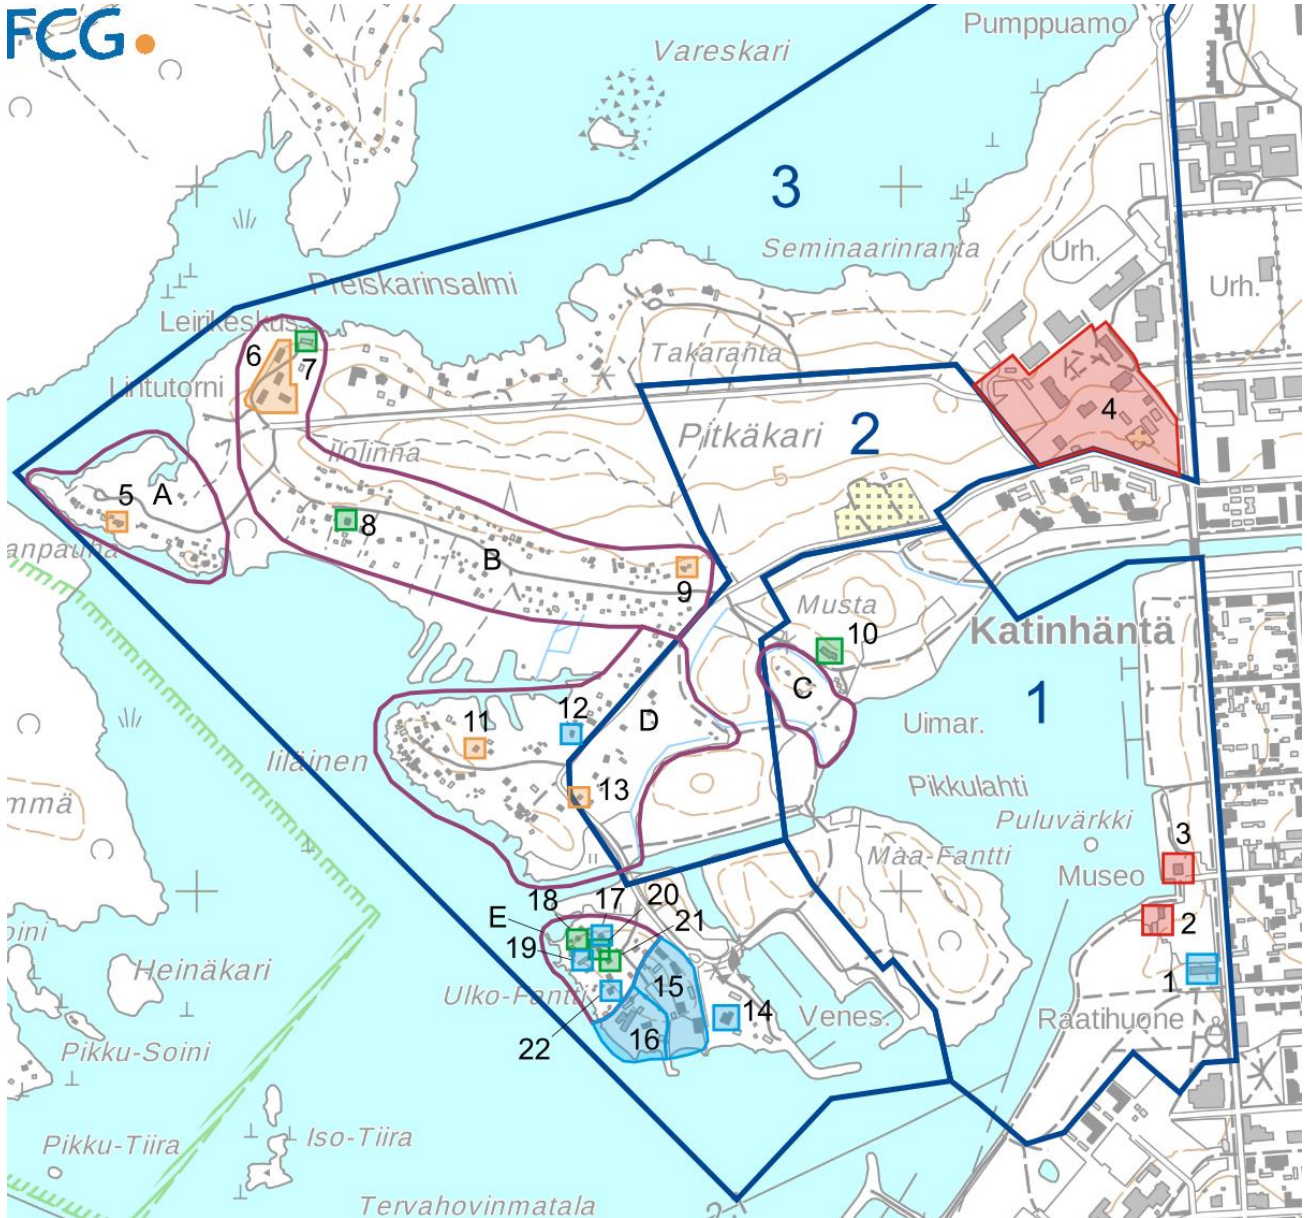 FCG
Pumppuamo
Vareskari
3
Seminaarinranta
Urh.
Urh.
Preiskarinsalmi
Leirikeskus
6
7
Takaranta
K
Lintutorni
4
Pitkäkari
2
Ilolinna
5
A
5
8
B
9
Musta
10
Katinhäntä
C
1
12
D
11
Uimar.
Iiläinen
13
Pikkulahti
mmä
Puluvärkki
3
Maa-Fantti
Museo
18
17
20
E
21
2
19
1
Heinäkari
Ulko-Fantti
15
14
Venes.
Raatihuone
22
16
Pikku-Soini
Pikku-Tiira
Iso-Tiira
Tervahovinmatala